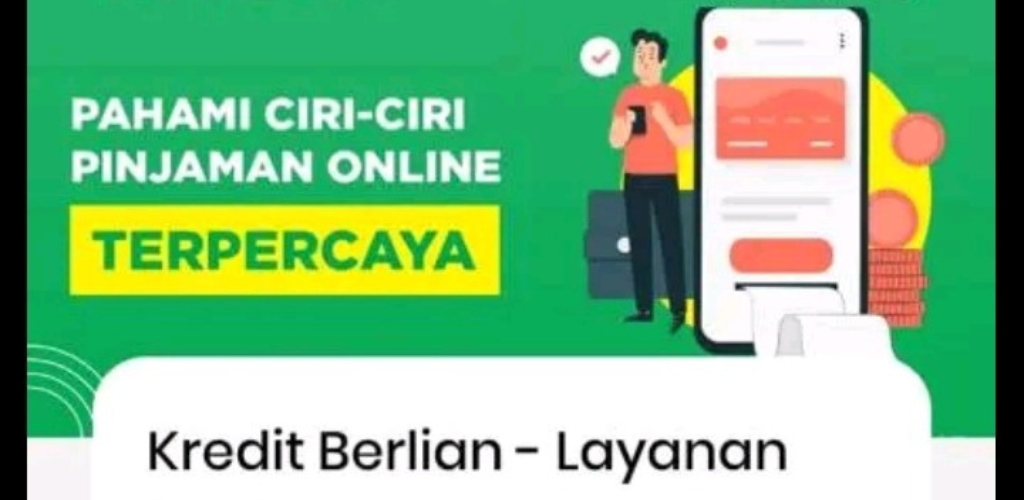 PAHAMI CIRI-CIRI
PINJAMAN ONLINE
TERPERCAYA
Kredit Berlian - Layanan